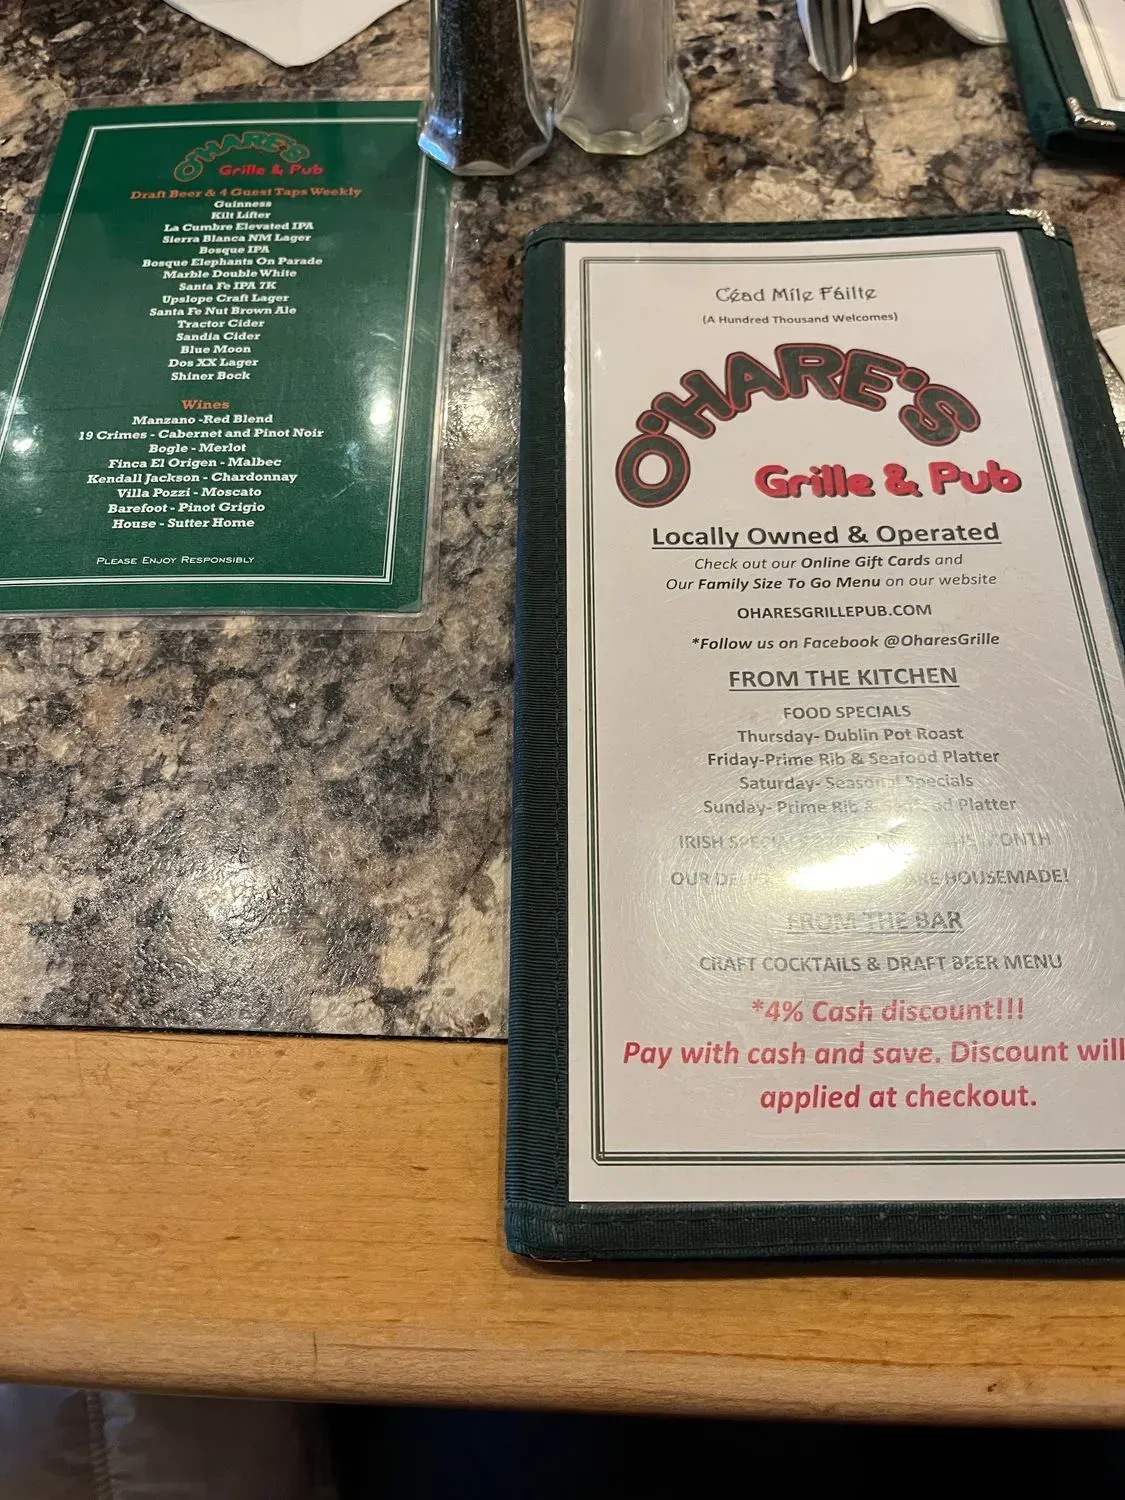 O'HARE'S
Grille & Pub
Draft Beer & 4 Guest Taps Weekly
Guinness
Kilt Lifter
La Cumbre Elevated IPA
Sierra Blanca NM Lager
Bosque IPA
Bosque Elephants On Parade
Marble Double White
Santa Fe IPA 7K
Upslope Craft Lager
Santa Fe Nut Brown Ale
Tractor Cider
Sandia Cider
Blue Moon
Dos XX Lager
Shiner Bock
Wines
Manzano -Red Blend
19 Crimes - Cabernet and Pinot Noir
Bogle - Merlot
Finca El Origen - Malbec
Kendall Jackson - Chardonnay
Villa Pozzi - Moscato
Barefoot - Pinot Grigio
House - Sutter Home
Please Enjoy Responsibly
Céad Míle Fáilte
(A Hundred Thousand Welcomes)
O'HARE'S
Grille & Pub
Locally Owned & Operated
Check out our Online Gift Cards and
Our Family Size To Go Menu on our website
OHARESGRILLEPUB.COM
*Follow us on Facebook @OharesGrille
FROM THE KITCHEN
FOOD SPECIALS
Thursday- Dublin Pot Roast
Friday-Prime Rib & Seafood Platter
Saturday- Seasonal Specials
Sunday- Prime Rib & Seafood Platter
IRISH MONTH
OUR ARE HOUSEMADE!
FROM THE BAR
CRAFT COCKTAILS & DRAFT BEER MENU
*4% Cash discount!!!
Pay with cash and save. Discount will
applied at checkout.